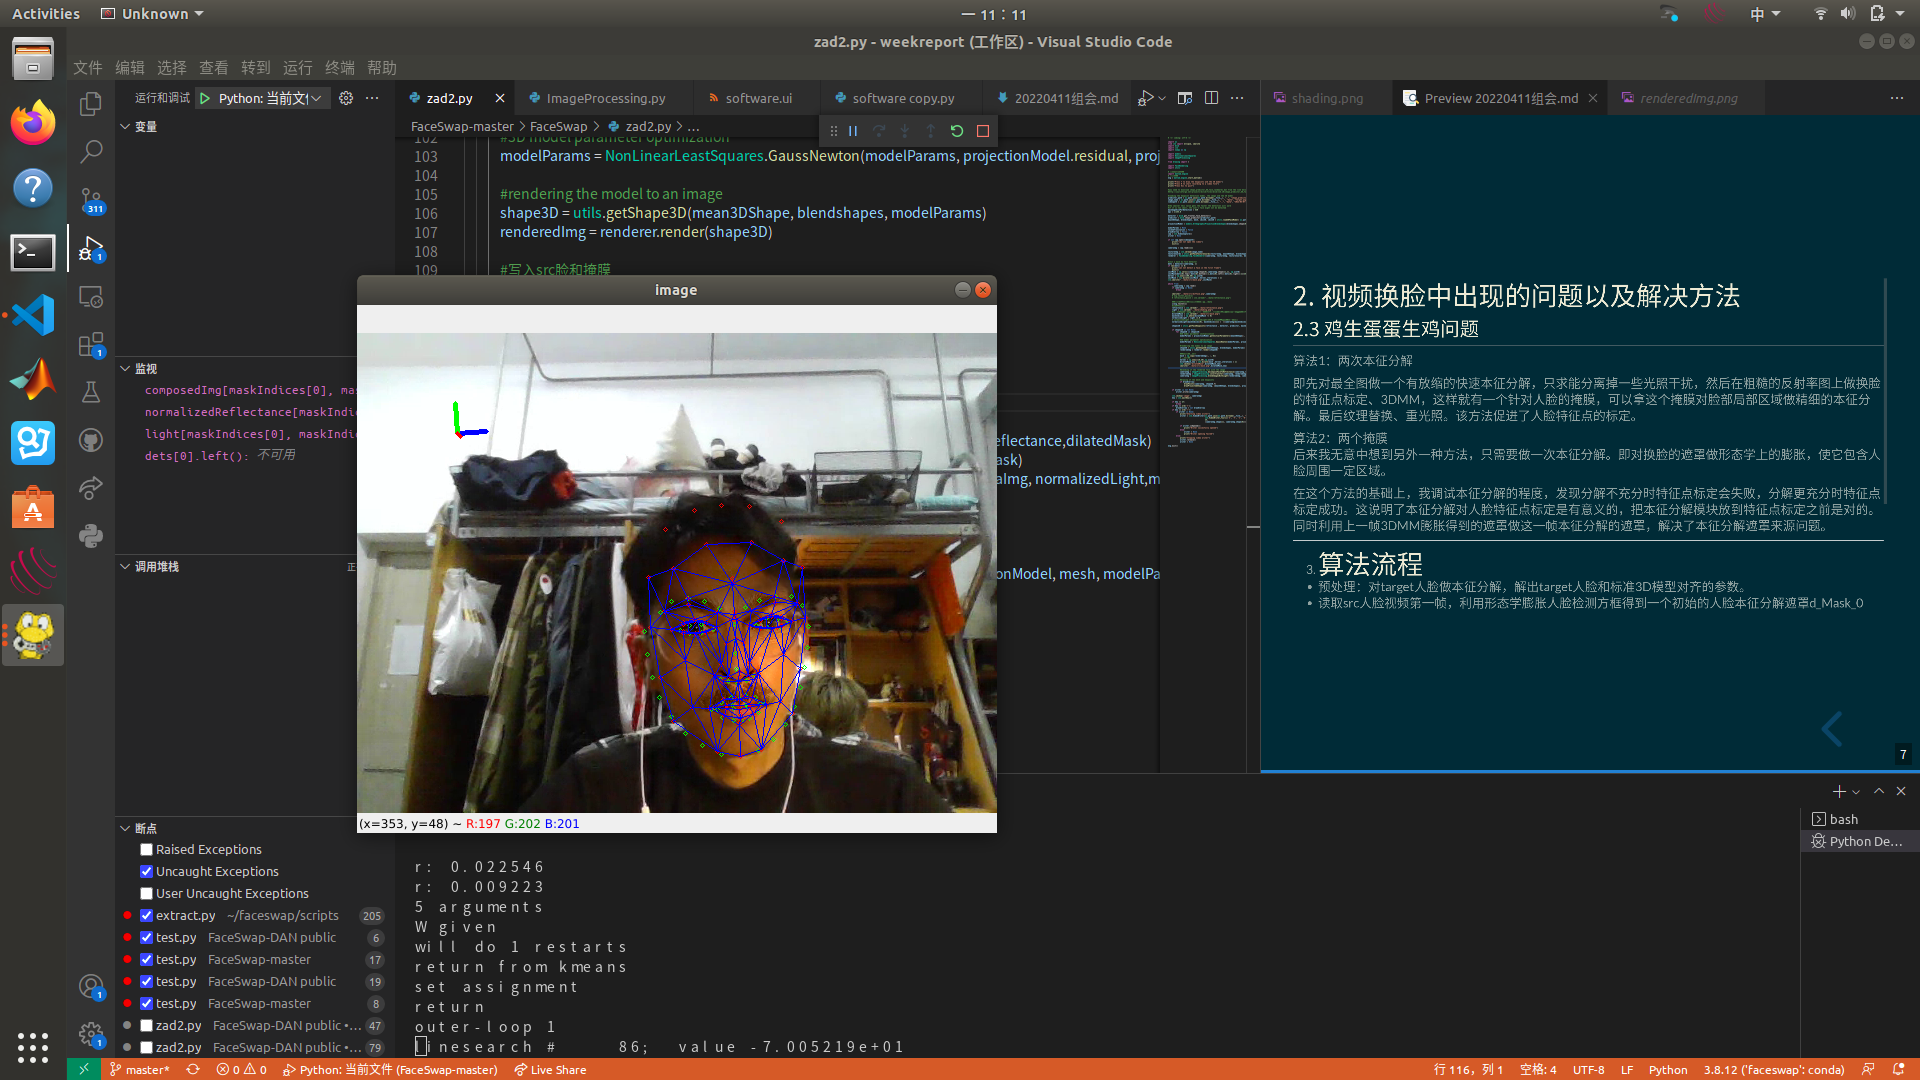 Activities
Unknown
一 11：11
中
zad2.py - weekreport (工作区) - Visual Studio Code
文件 编辑 选择 查看 转到 运行 终端 帮助
运行和调试
Python: 当前文件
zad2.py
ImageProcessing.py
software.ui
software copy.py
20220411组会.md
shading.png
Preview 20220411组会.md
renderedImg.png
变量
FaceSwap-master > FaceSwap > zad2.py > ...
102 #3D model parameter optimization
103 modelParams = NonLinearLeastSquares.GaussNewton(modelParams, projectionModel.residual, proj
104
105 #rendering the model to an image
106 shape3D = utils.getShape3D(mean3DShape, blendshapes, modelParams)
107 renderedImg = renderer.render(shape3D)
108
109 #写入src脸和掩膜
eflectance,dilatedMask)
ask)
aImg, normalizedLight,m
onModel, mesh, modelPa
311
1
1
监视
composedImg[maskIndices[0], mas
normalizedReflectance[maskIndi
light[maskIndices[0], maskIndi
dets[0].left(): 不可用
调用堆栈
正
断点
Raised Exceptions
Uncaught Exceptions
User Uncaught Exceptions
extract.py ~/faceswap/scripts 205
test.py FaceSwap-DAN public 6
test.py FaceSwap-master 17
test.py FaceSwap-DAN public 19
test.py FaceSwap-master 8
zad2.py FaceSwap-DAN public •... 47
zad2.py FaceSwap-DAN public •... 79
1
1
image
(x=353, y=48) ~ R:197 G:202 B:201
2. 视频换脸中出现的问题以及解决方法
2.3 鸡生蛋蛋生鸡问题
算法1：两次本征分解
即先对最全图做一个有放缩的快速本征分解，只求能分离掉一些光照干扰，然后在粗糙的反射率图上做换脸
的特征点标定、3DMM，这样就有一个针对人脸的掩膜，可以拿这个掩膜对脸部局部区域做精细的本征分
解。最后纹理替换、重光照。该方法促进了人脸特征点的标定。
算法2：两个掩膜
后来我无意中想到另外一种方法，只需要做一次本征分解。即对换脸的遮罩做形态学上的膨胀，使它包含人
脸周围一定区域。
在这个方法的基础上，我调试本征分解的程度，发现分解不充分时特征点标定会失败，分解更充分时特征点
标定成功。这说明了本征分解对人脸特征点标定是有意义的，把本征分解模块放到特征点标定之前是对的。
同时利用上一帧3DMM膨胀得到的遮罩做这一帧本征分解的遮罩，解决了本征分解遮罩来源问题。
3. 算法流程
• 预处理：对target人脸做本征分解，解出target人脸和标准3D模型对齐的参数。
• 读取src人脸视频第一帧，利用形态学膨胀人脸检测方框得到一个初始的人脸本征分解遮罩d_Mask_0
7
bash
Python De...
r: 0.022546
r: 0.009223
5 arguments
W given
will do 1 restarts
return from kmeans
set assignment
return
outer-loop 1
linesearch # 86; value -7.005219e+01
master*
0
0
Python: 当前文件 (FaceSwap-master)
Live Share
行 116，列 1
空格: 4
UTF-8
LF
Python
3.8.12 ('faceswap': conda)